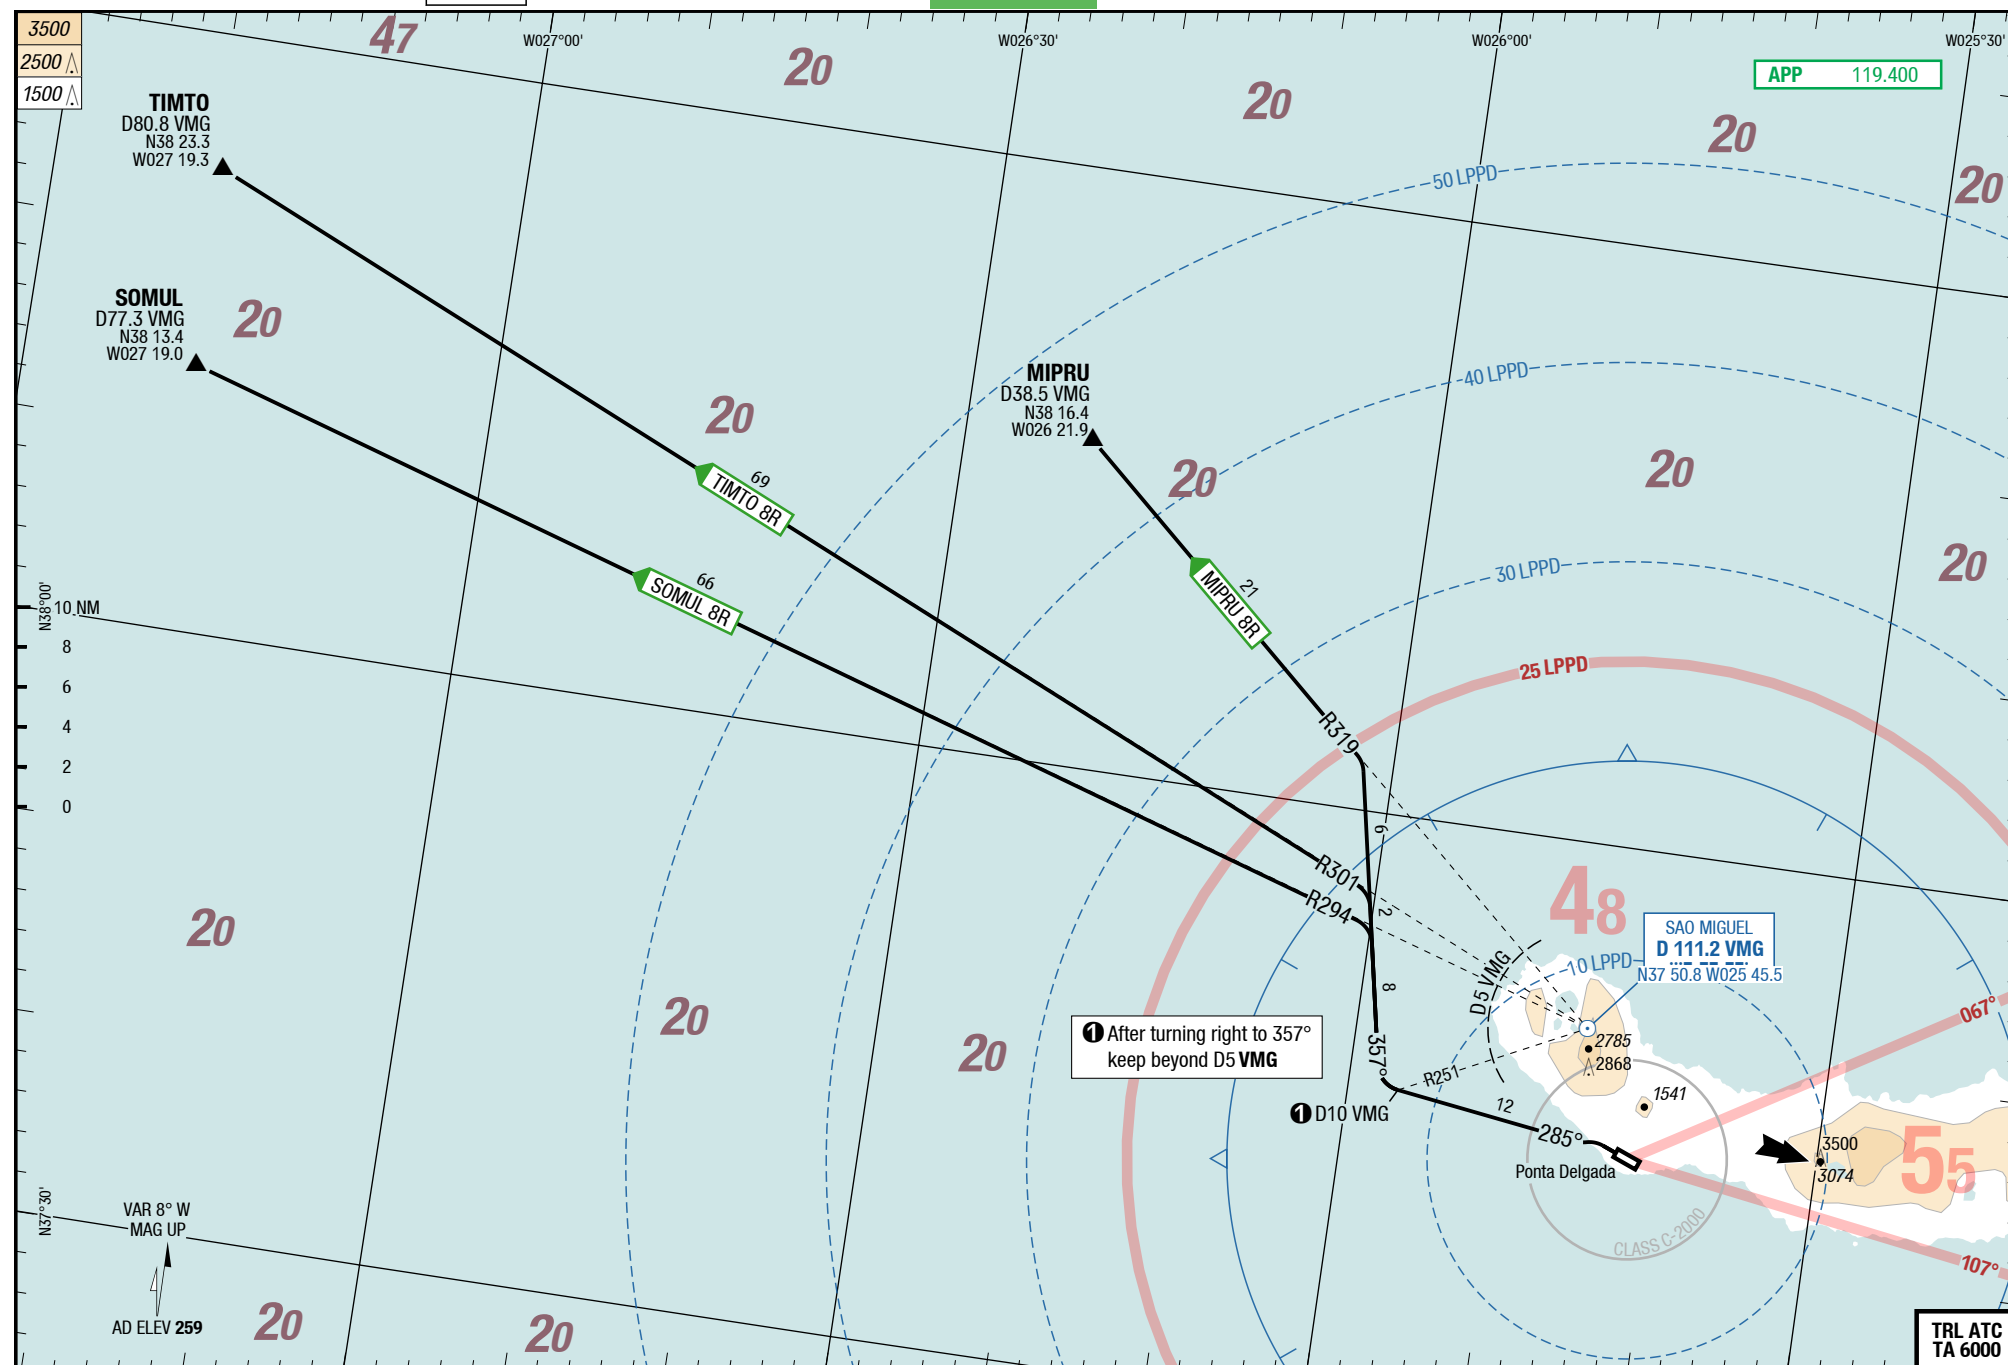 3500
2500
1500
47
W027°00'
20
W026°30'
20
W026°00'
W025°30'
APP 119.400
20
20
TIMTO
D80.8 VMG
N38 23.3
W027 19.3
50 LPPD
SOMUL
D77.3 VMG
N38 13.4
W027 19.0
20
MIPRU
D38.5 VMG
N38 16.4
W026 21.9
40 LPPD
20
20
20
69
TIMTO 8R
66
SOMUL 8R
21
MIPRU 8R
30 LPPD
20
N38°00'
10 NM
8
6
4
2
0
25 LPPD
R319
6
R301
R294
2
48
20
20
20
8
357°
SAO MIGUEL
D 111.2 VMG
N37 50.8 W025 45.5
10 LPPD
D5 VMG
067°
1 After turning right to 357°
keep beyond D5 VMG
2785
2868
R251
1541
12
1 D10 VMG
285°
Ponta Delgada
3500
3074
55
CLASS C-2000
107°
N37°30'
VAR 8° W
MAG UP
AD ELEV 259
20
20
TRL ATC
TA 6000